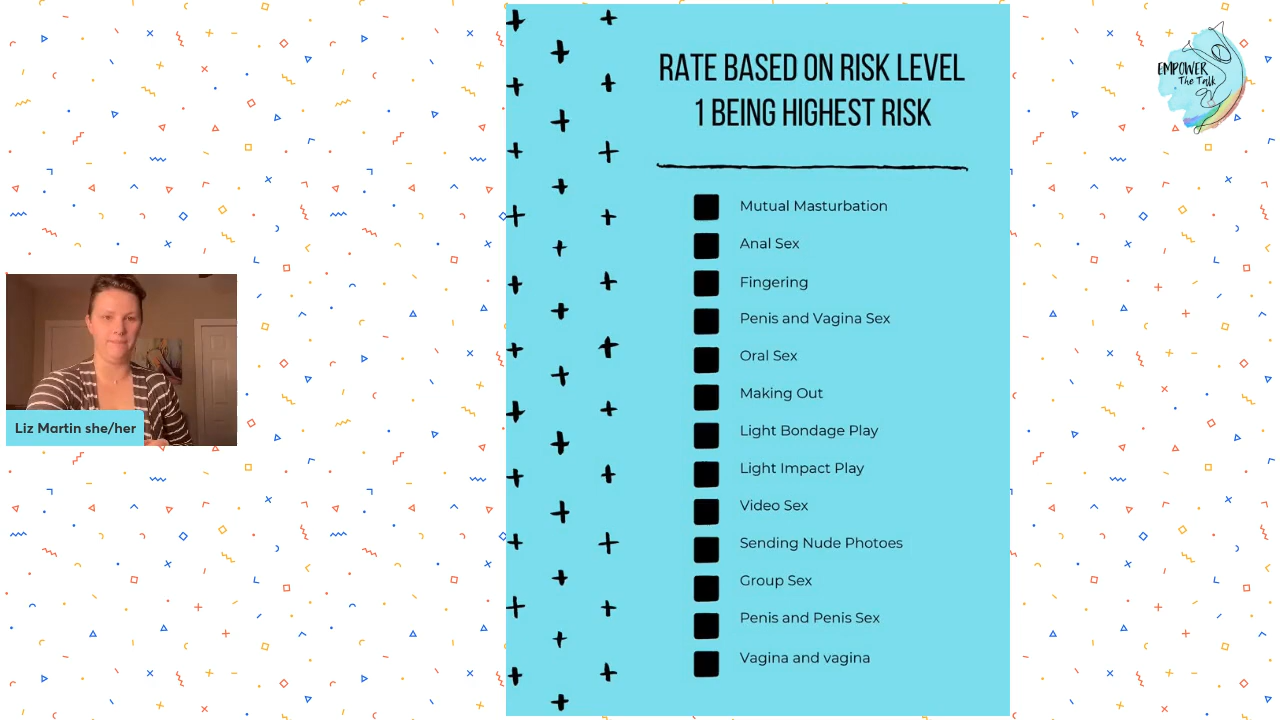 RATE BASED ON RISK LEVEL
1 BEING HIGHEST RISK
EMPOWER
The Talk
Mutual Masturbation
Anal Sex
Fingering
Penis and Vagina Sex
Oral Sex
Making Out
Light Bondage Play
Light Impact Play
Video Sex
Sending Nude Photoes
Group Sex
Penis and Penis Sex
Vagina and vagina
Liz Martin she/her